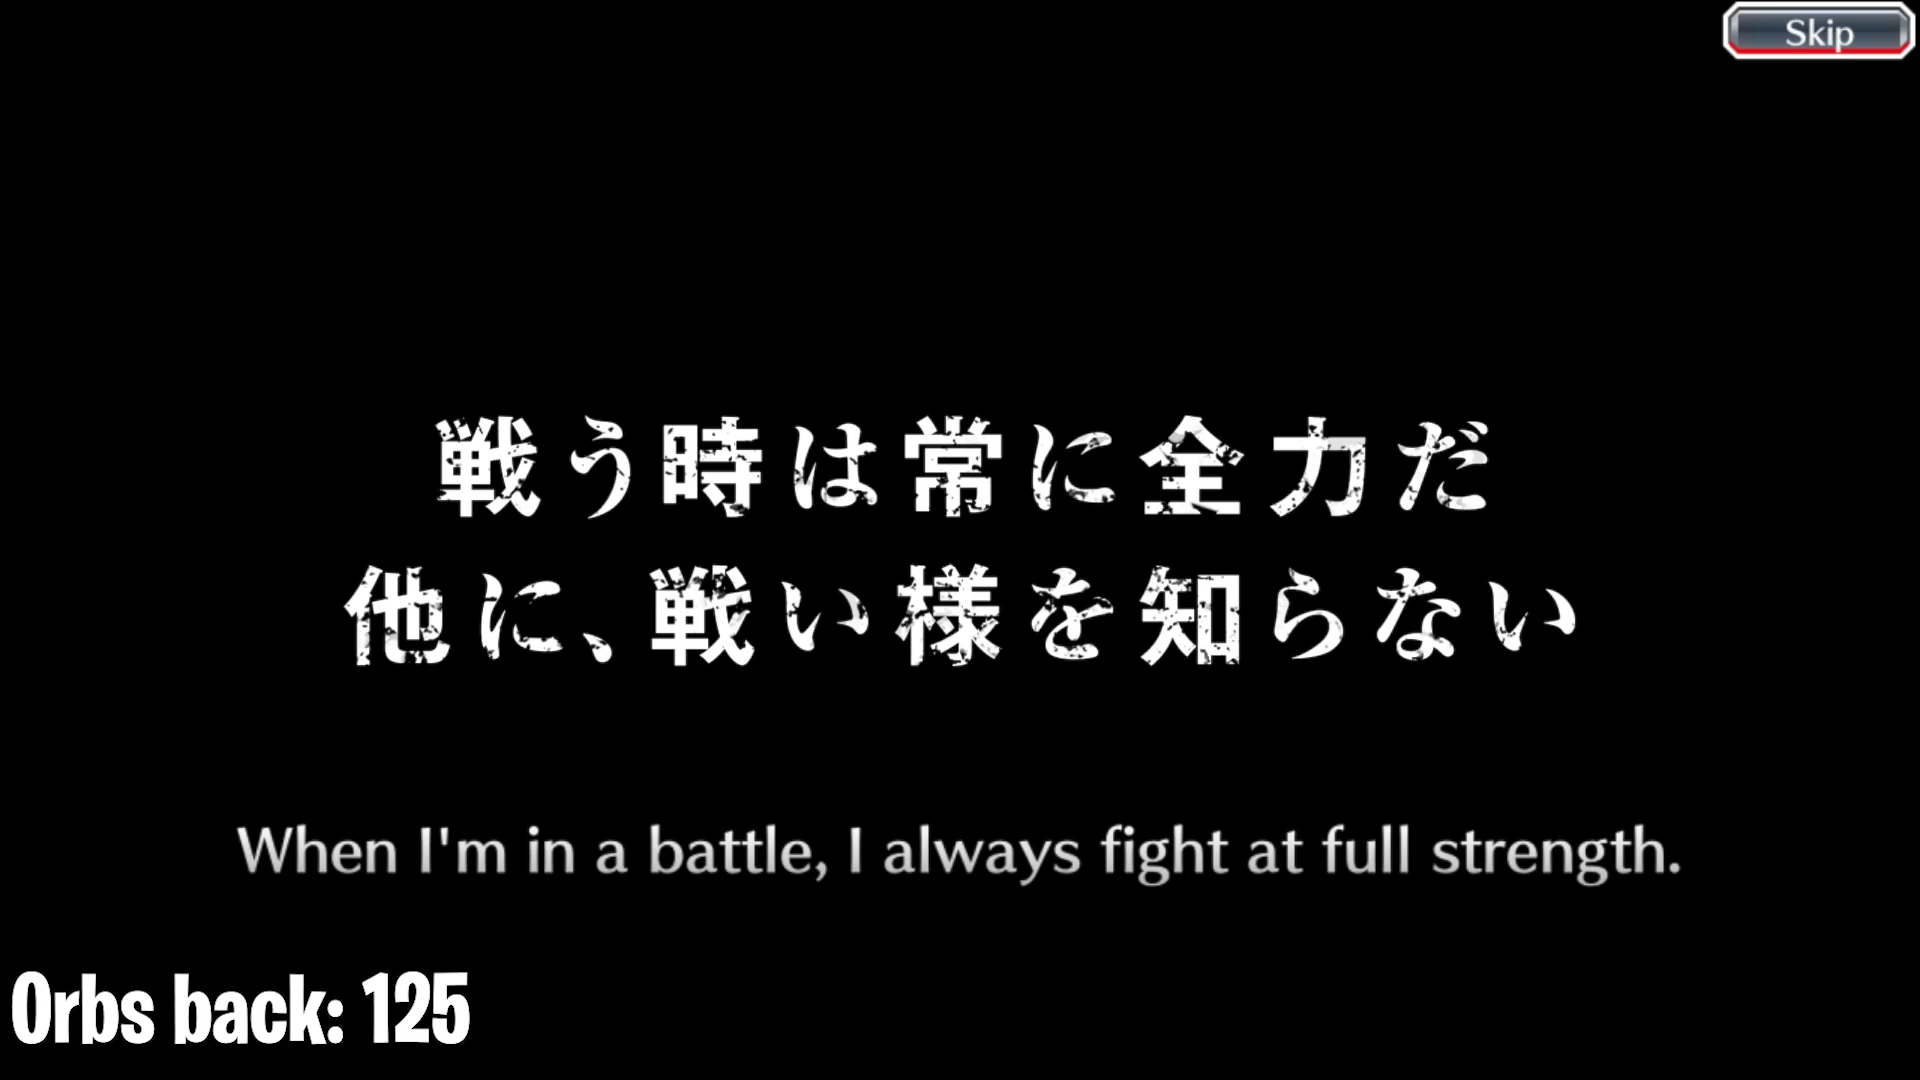 Skip
戦う時は常に全力だ
他に、戦い様を知らない
When I'm in a battle, I always fight at full strength.
Orbs back: 125